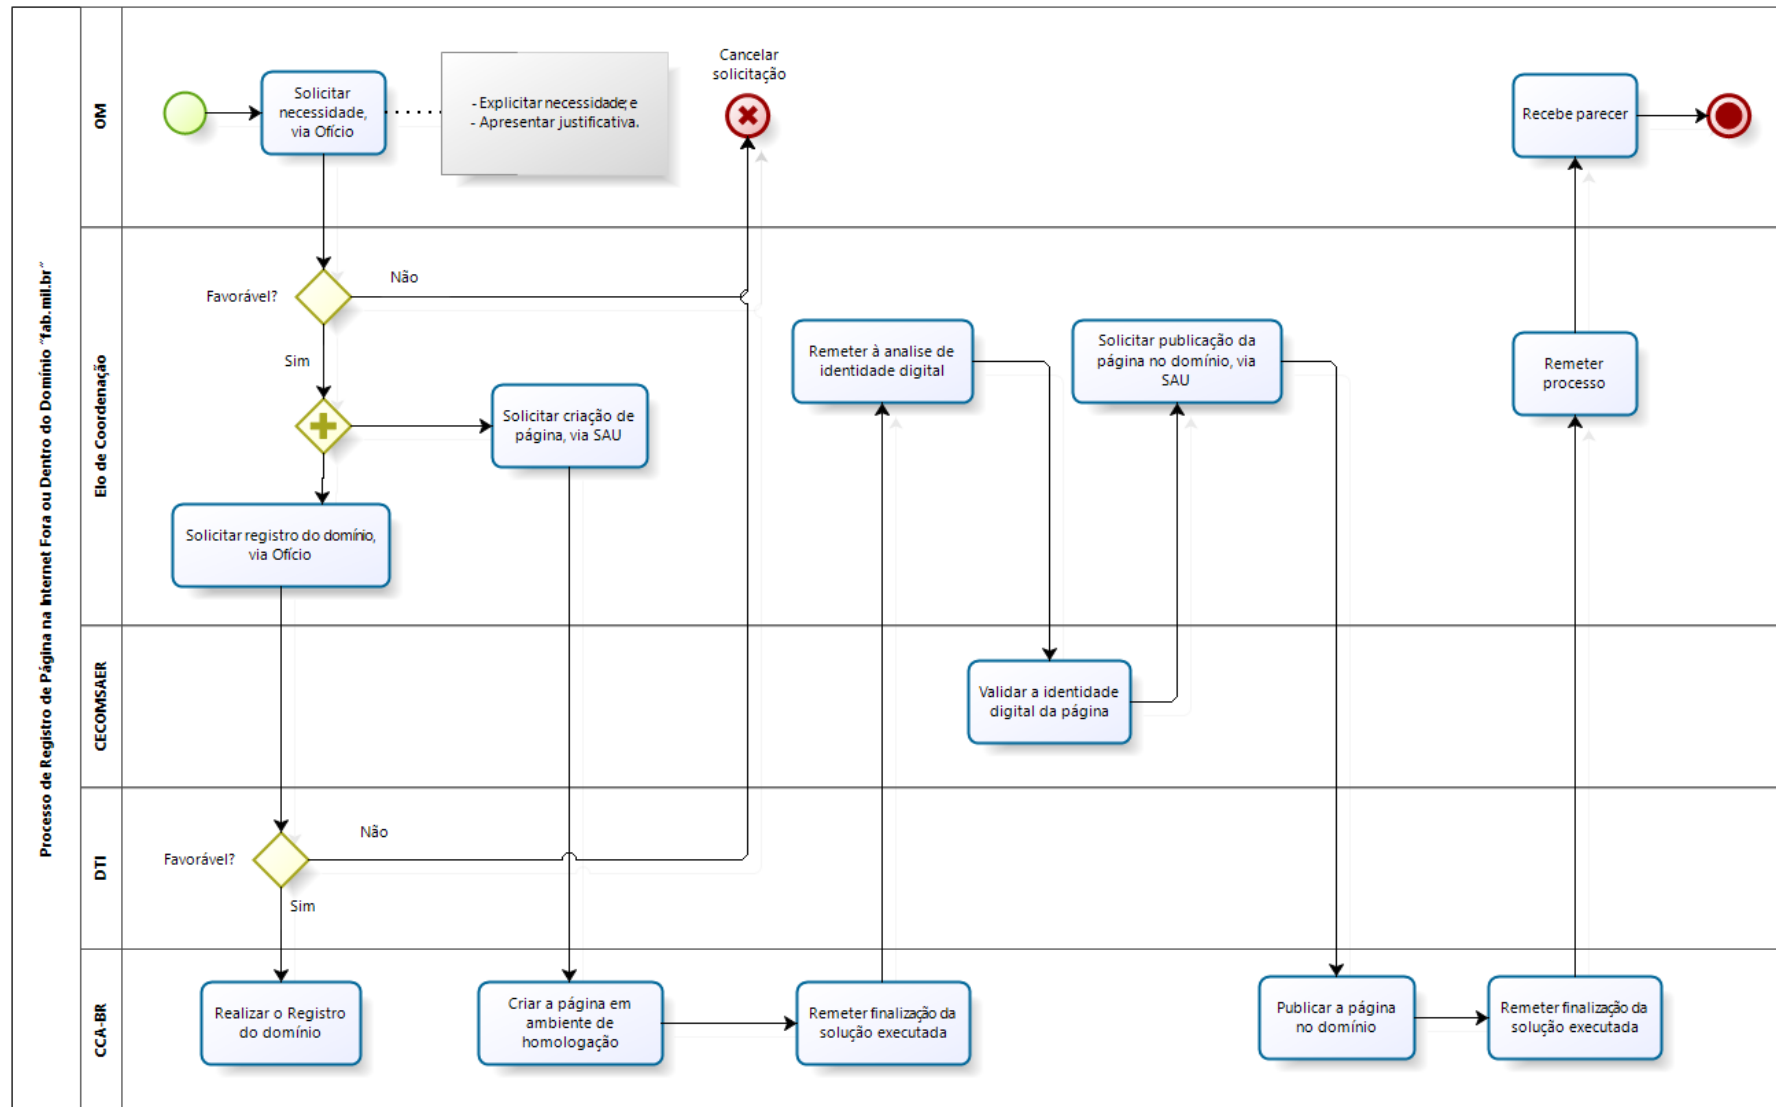 Processo de Registro de Página na Internet Fora ou Dentro do Domínio "fab.mil.br"
OM
Solicitar
necessidade,
via Ofício
- Explicitar necessidade; e
- Apresentar justificativa.
Cancelar
solicitação
Recebe parecer
Elo de Coordenação
Favorável?
Não
Sim
Solicitar criação de
página, via SAU
Solicitar registro do domínio,
via Ofício
Remeter à analise de
identidade digital
Solicitar publicação da
página no domínio, via
SAU
Remeter
processo
CECOMSAER
Validar a identidade
digital da página
DTI
Favorável?
Não
Sim
CCA-BR
Realizar o Registro
do domínio
Criar a página em
ambiente de
homologação
Remeter finalização da
solução executada
Publicar a página
no domínio
Remeter finalização da
solução executada